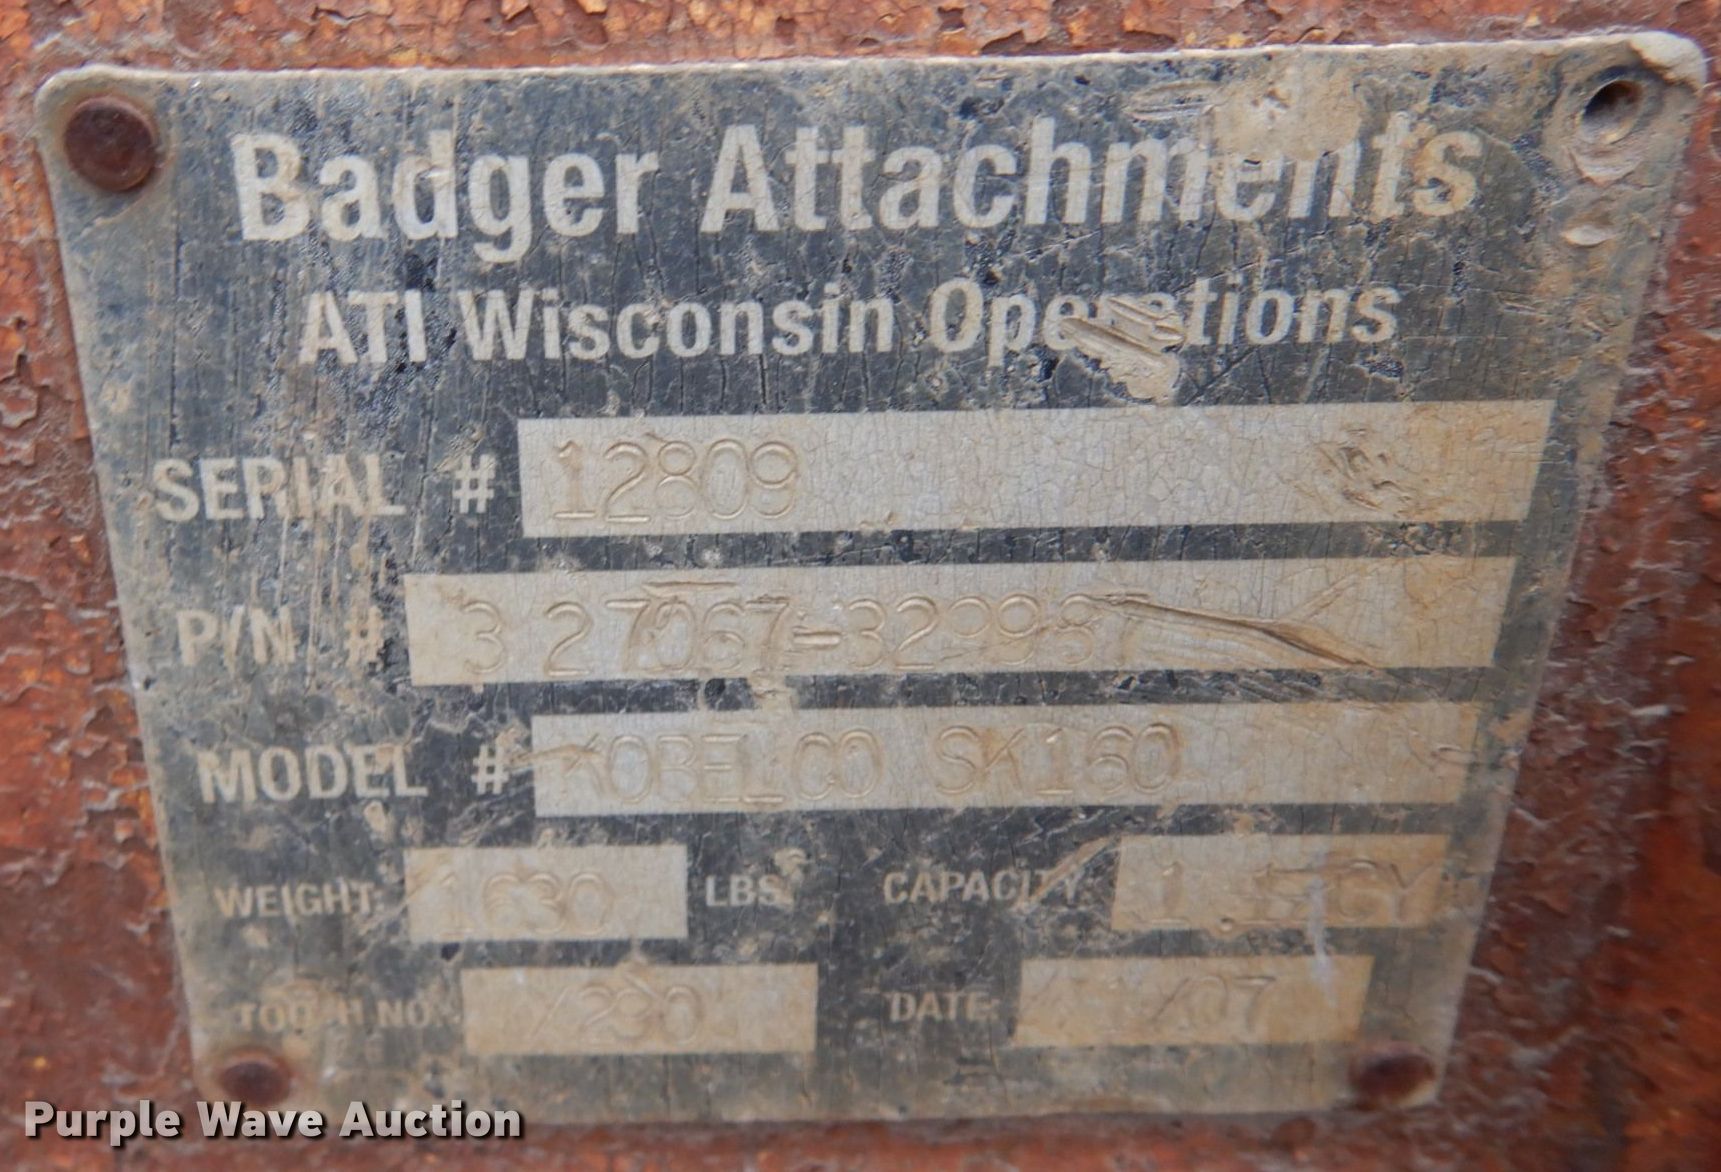 Badger Attachments
ATI Wisconsin Operations
SERIAL # 12809
P/N #
MODEL # KOBELCO SK160
WEIGHT: 1630 LBS. CAPACITY:
TOOTH NO. DATE:
Purple Wave Auction